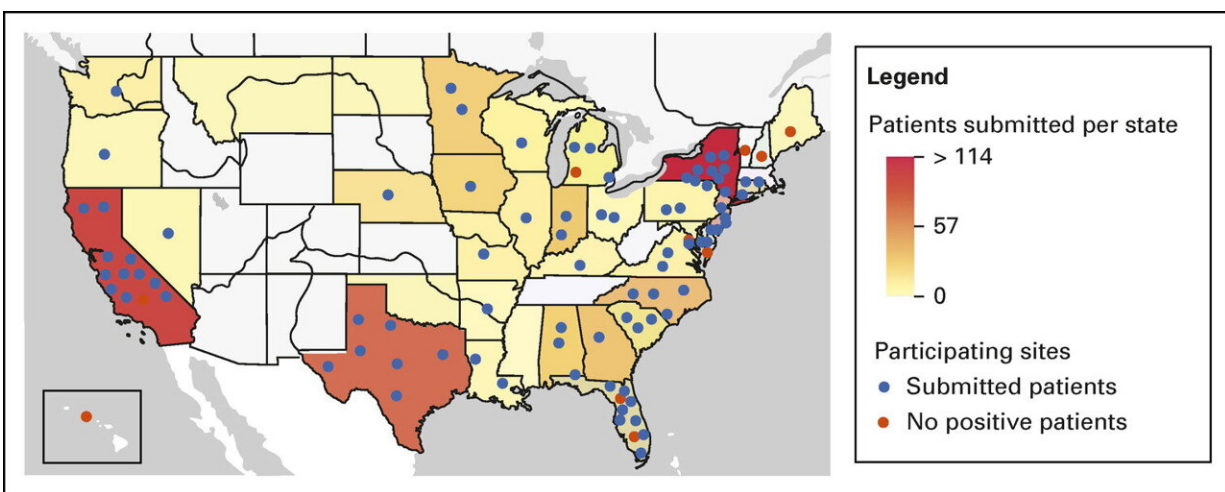 Legend
Patients submitted per state
> 114
57
0
Participating sites
Submitted patients
No positive patients